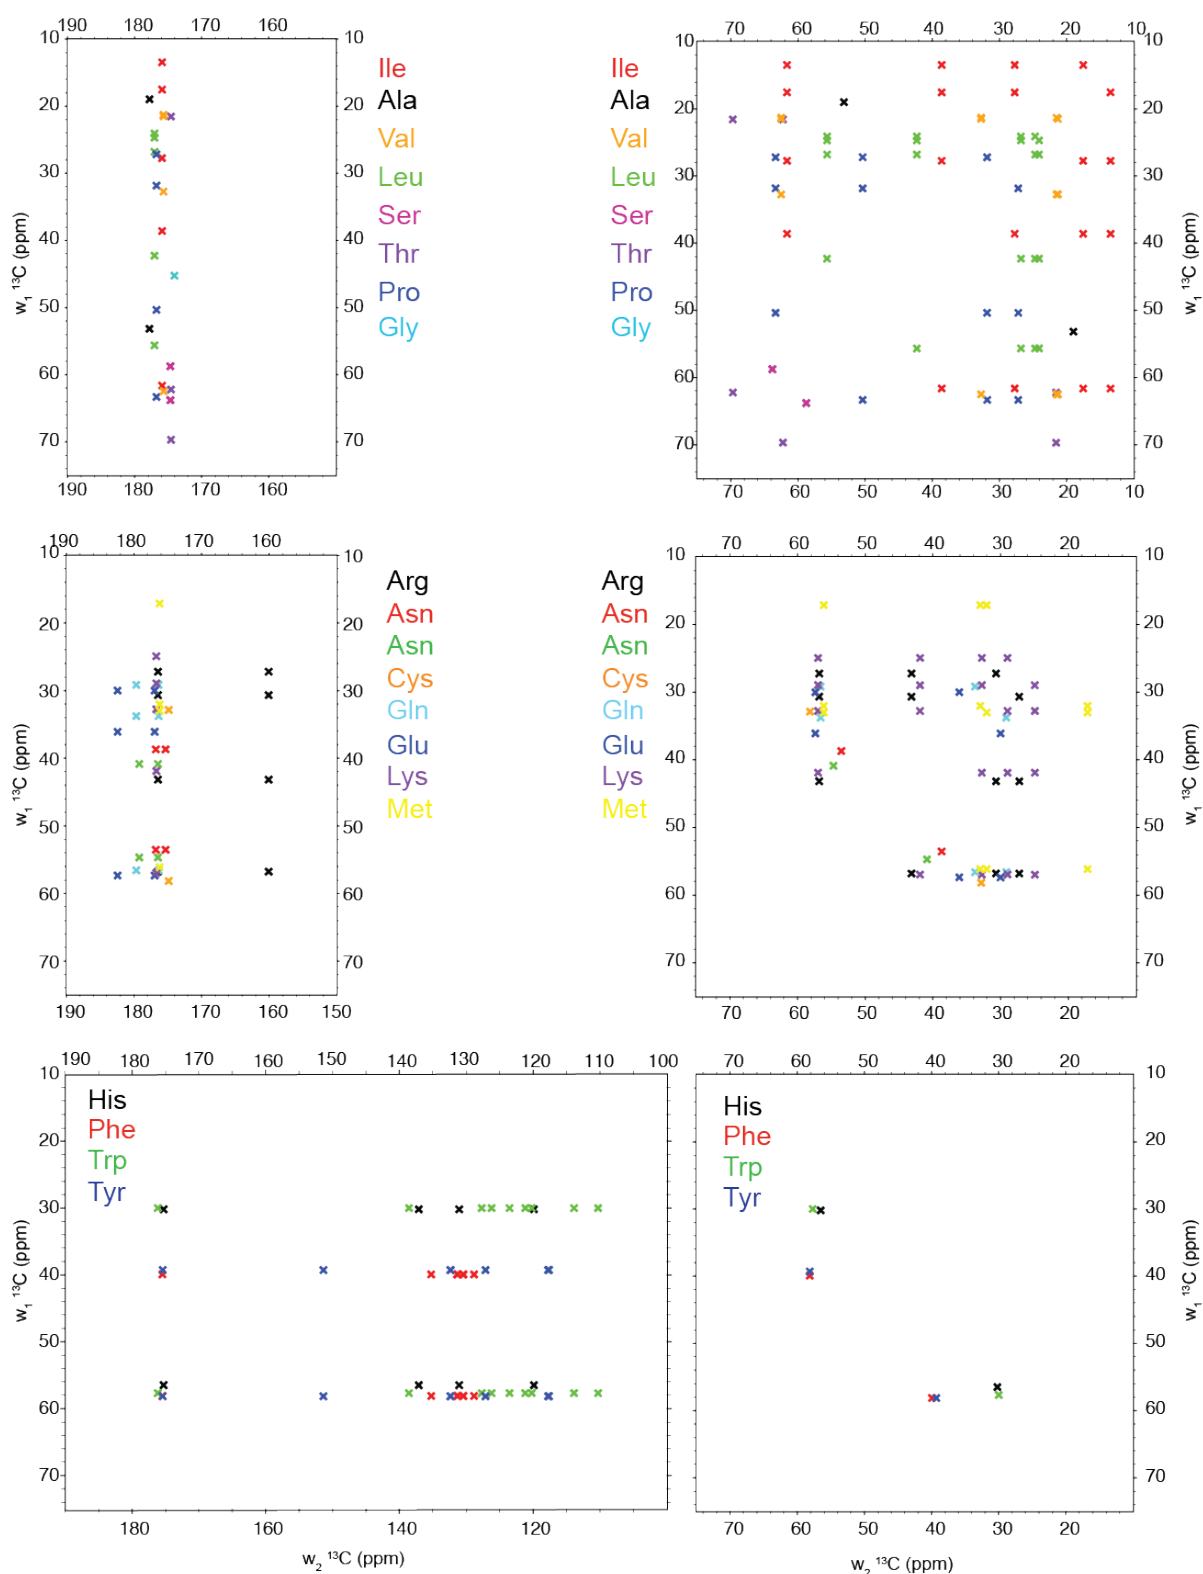 190 180 170 160
10 10
20 20
30 30
40 40
50 50
60 60
70 70
190 180 170 160
w₁ ¹³C (ppm)
Ile
Ala
Val
Leu
Ser
Thr
Pro
Gly
Ile
Ala
Val
Leu
Ser
Thr
Pro
Gly
70 60 50 40 30 20
10 10
20 20
30 30
40 40
50 50
60 60
70 70
70 60 50 40 30 20 10
w₁ ¹³C (ppm)
190 180 170 160
10 10
20 20
30 30
40 40
50 50
60 60
70 70
190 180 170 160 150
w₁ ¹³C (ppm)
Arg
Asn
Asn
Cys
Gln
Glu
Lys
Met
Arg
Asn
Asn
Cys
Gln
Glu
Lys
Met
70 60 50 40 30 20
10 10
20 20
30 30
40 40
50 50
60 60
70 70
70 60 50 40 30 20
w₁ ¹³C (ppm)
190 180 170 160 150 140 130 120 110 100
10
20
30
40
50
60
70
w₁ ¹³C (ppm)
His
Phe
Trp
Tyr
180 160 140 120
w₂ ¹³C (ppm)
70 60 50 40 30 20
His
Phe
Trp
Tyr
10
20
30
40
50
60
70
w₁ ¹³C (ppm)
70 60 50 40 30 20
w₂ ¹³C (ppm)